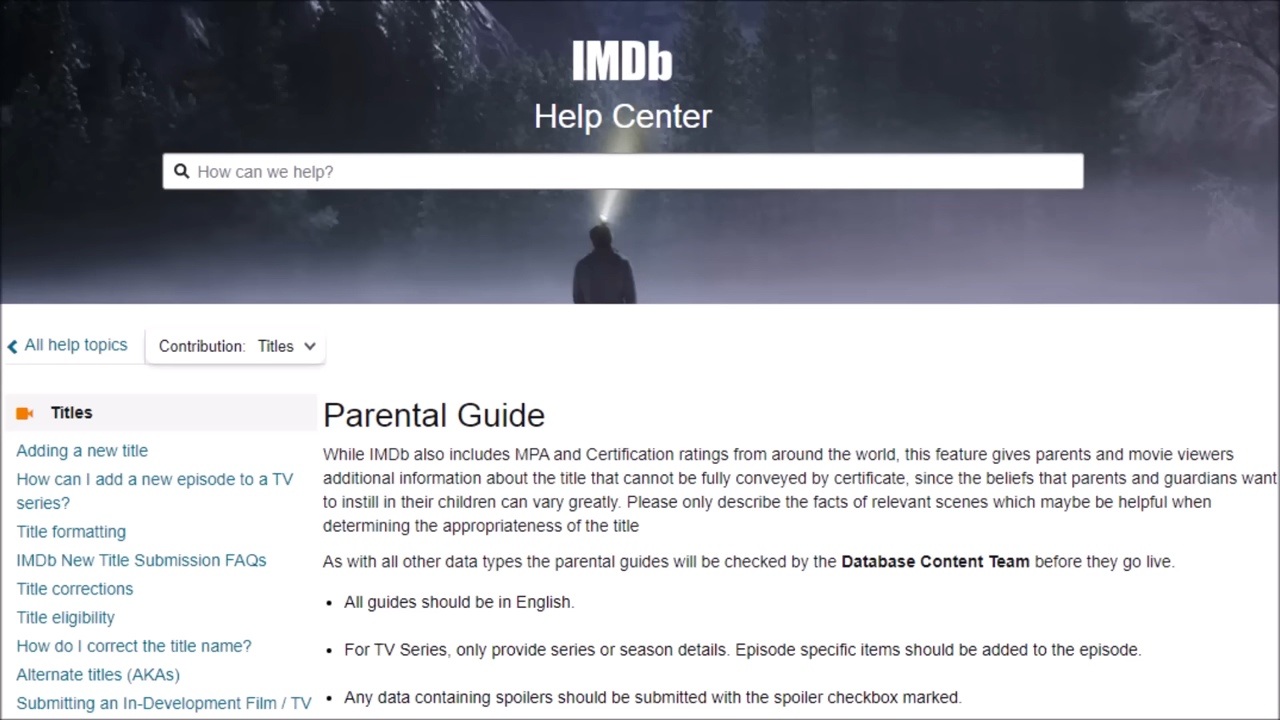 IMDb
Help Center
How can we help?
All help topics
Contribution: Titles
Titles
Adding a new title
How can I add a new episode to a TV
series?
Title formatting
IMDb New Title Submission FAQs
Title corrections
Title eligibility
How do I correct the title name?
Alternate titles (AKAs)
Submitting an In-Development Film / TV
Parental Guide
While IMDb also includes MPA and Certification ratings from around the world, this feature gives parents and movie viewers
additional information about the title that cannot be fully conveyed by certificate, since the beliefs that parents and guardians want
to instill in their children can vary greatly. Please only describe the facts of relevant scenes which maybe be helpful when
determining the appropriateness of the title
As with all other data types the parental guides will be checked by the Database Content Team before they go live.
• All guides should be in English.
• For TV Series, only provide series or season details. Episode specific items should be added to the episode.
• Any data containing spoilers should be submitted with the spoiler checkbox marked.